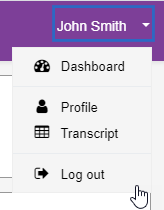 John Smith
Dashboard
Profile
Transcript
Log out